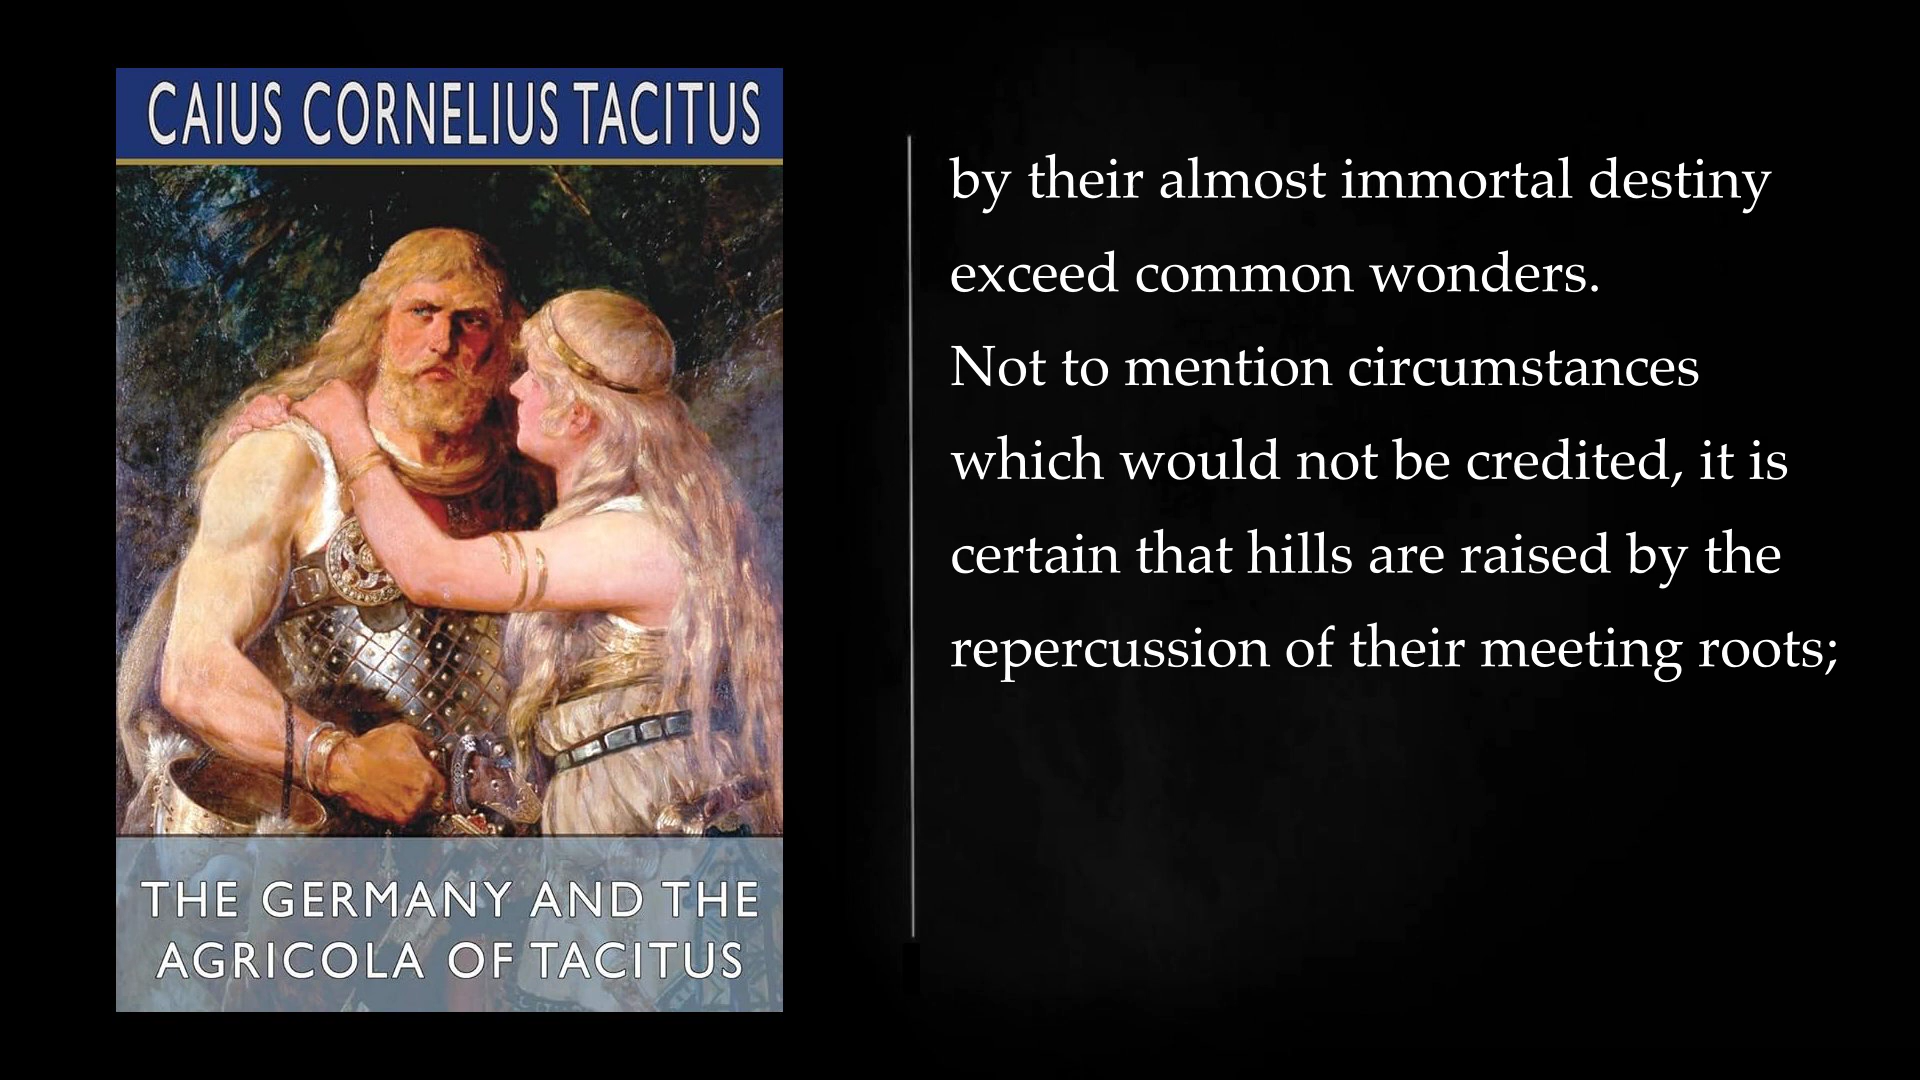 CAIUS CORNELIUS TACITUS
THE GERMANY AND THE
AGRICOLA OF TACITUS
by their almost immortal destiny
exceed common wonders.
Not to mention circumstances
which would not be credited, it is
certain that hills are raised by the
repercussion of their meeting roots;